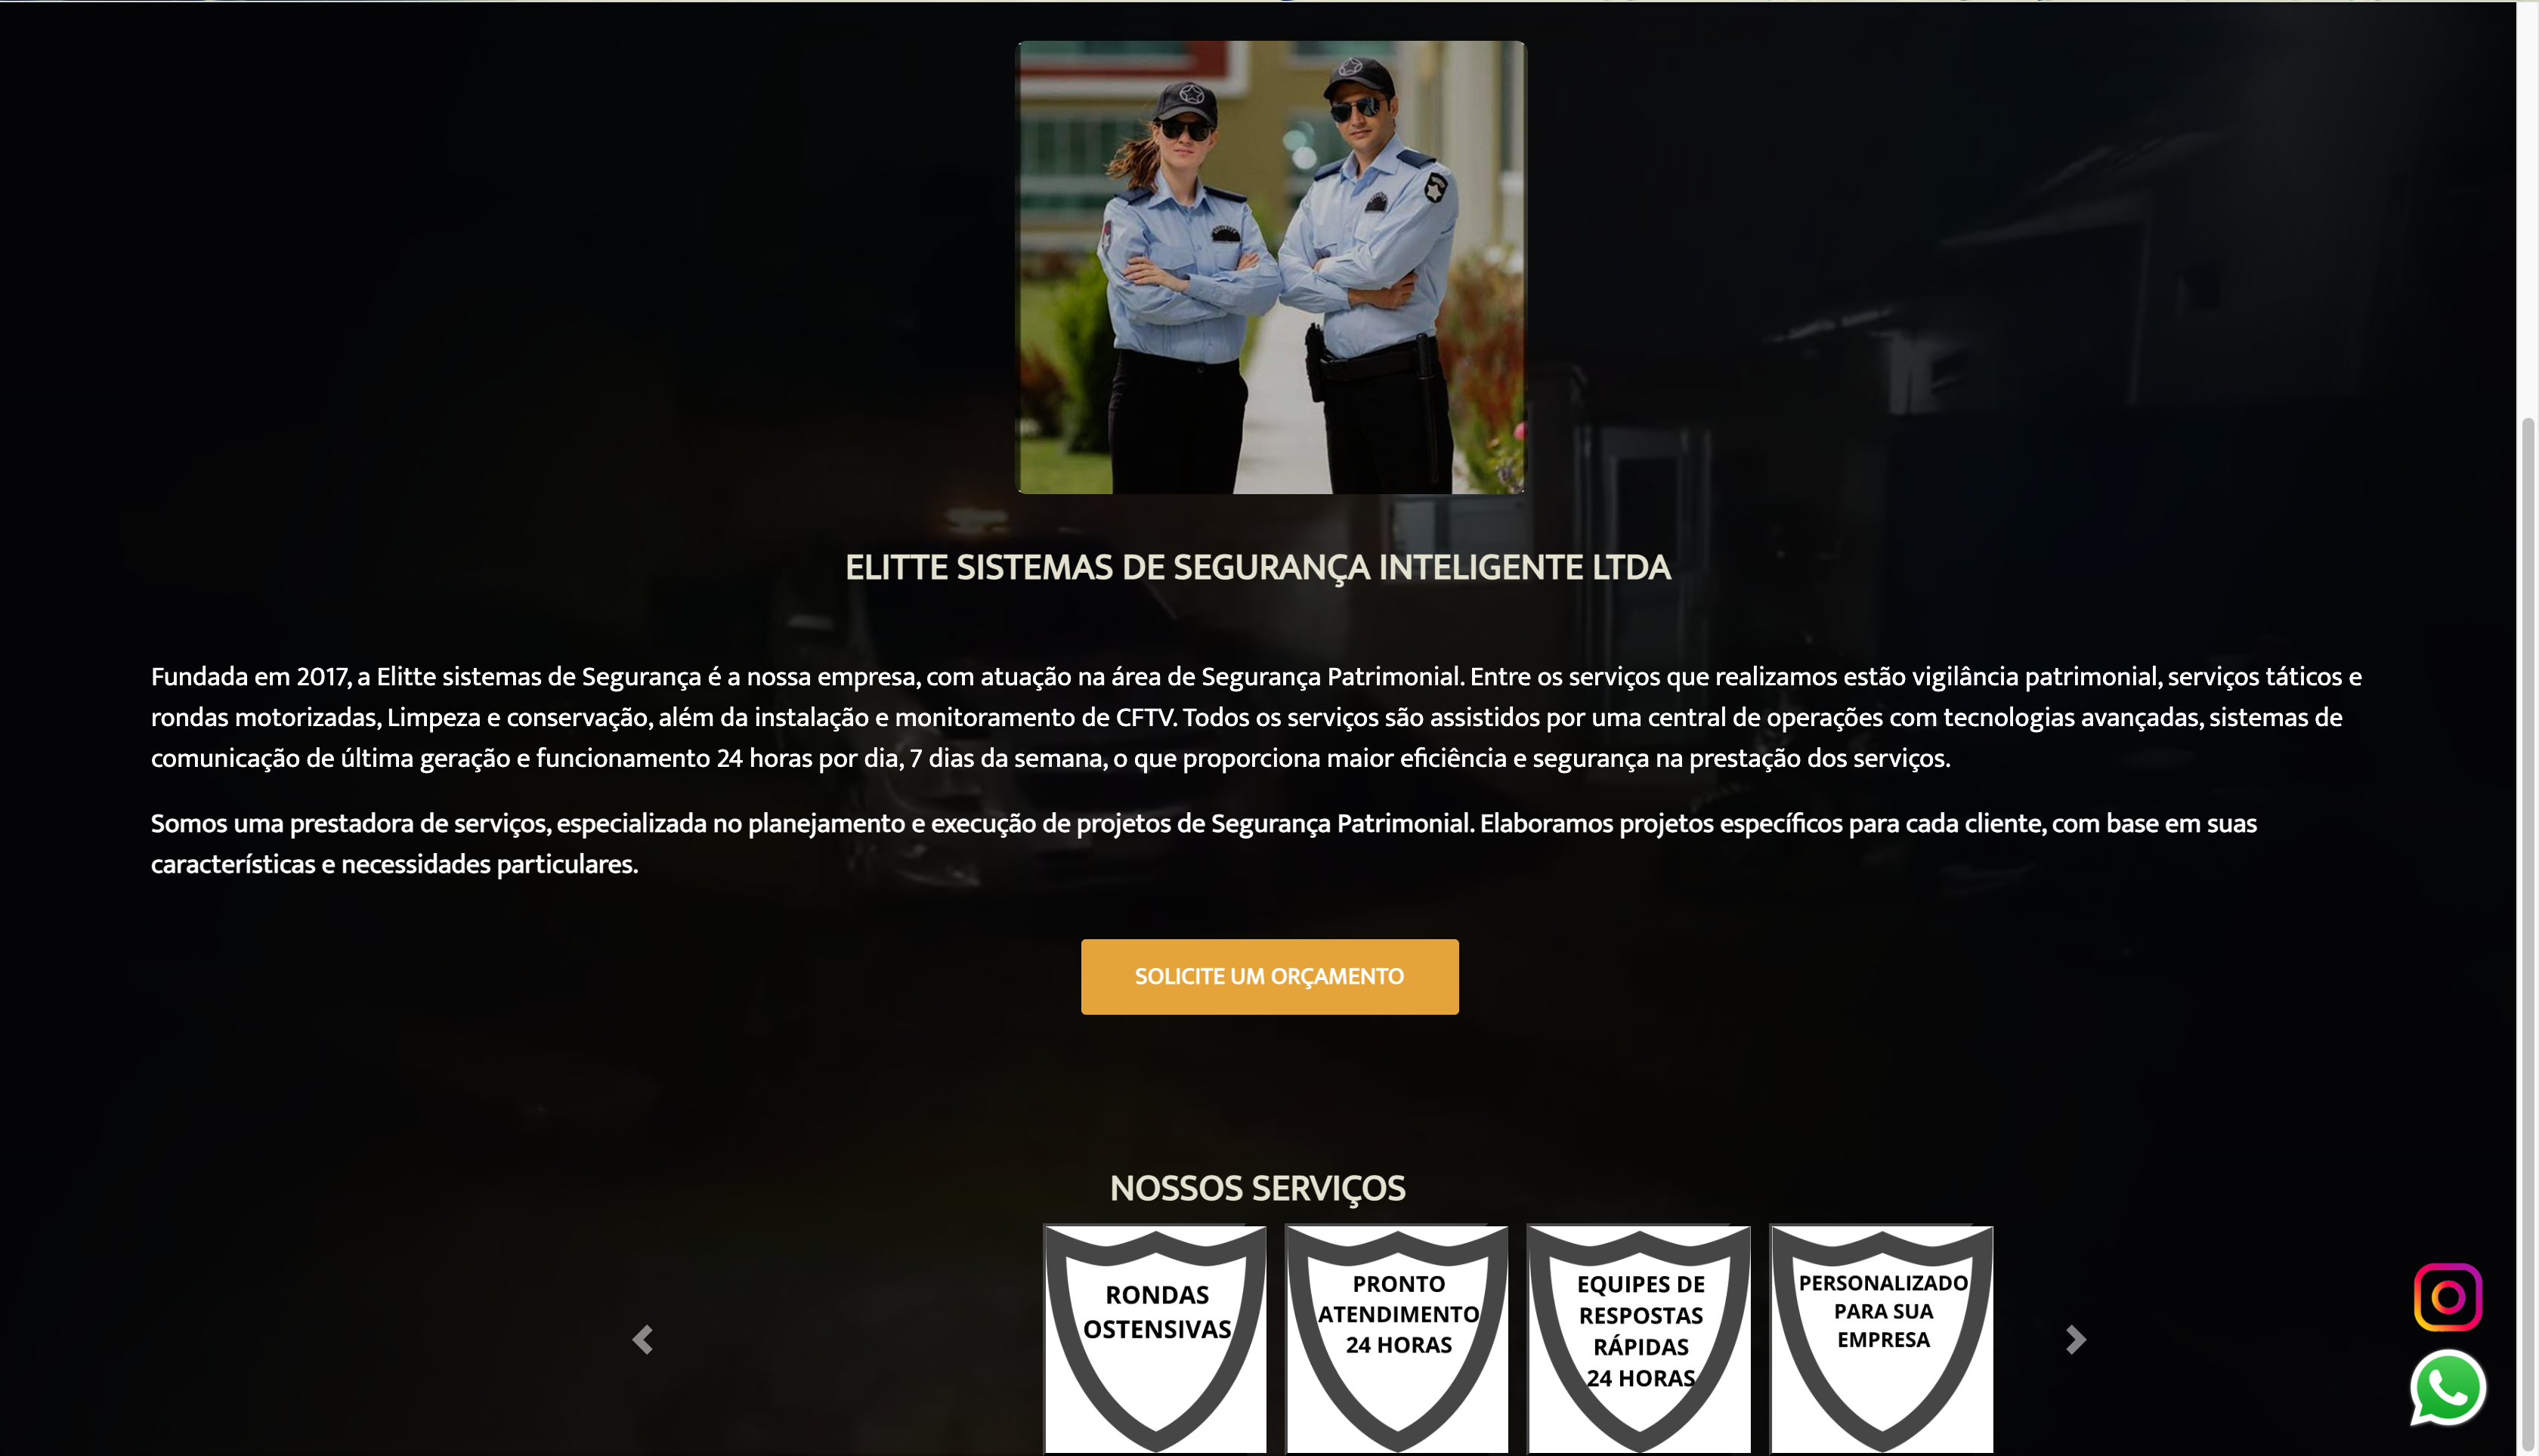 ELITTE SISTEMAS DE SEGURANÇA INTELIGENTE LTDA
Fundada em 2017, a Elitte sistemas de Segurança é a nossa empresa, com atuação na área de Segurança Patrimonial. Entre os serviços que realizamos estão vigilância patrimonial, serviços táticos e
rondas motorizadas, Limpeza e conservação, além da instalação e monitoramento de CFTV. Todos os serviços são assistidos por uma central de operações com tecnologias avançadas, sistemas de
comunicação de última geração e funcionamento 24 horas por dia, 7 dias da semana, o que proporciona maior eficiência e segurança na prestação dos serviços.
Somos uma prestadora de serviços, especializada no planejamento e execução de projetos de Segurança Patrimonial. Elaboramos projetos específicos para cada cliente, com base em suas
características e necessidades particulares.
SOLICITE UM ORÇAMENTO
NOSSOS SERVIÇOS
RONDAS
OSTENSIVAS
PRONTO
ATENDIMENTO
24 HORAS
EQUIPES DE
RESPOSTAS
RÁPIDAS
24 HORAS
PERSONALIZADO
PARA SUA
EMPRESA